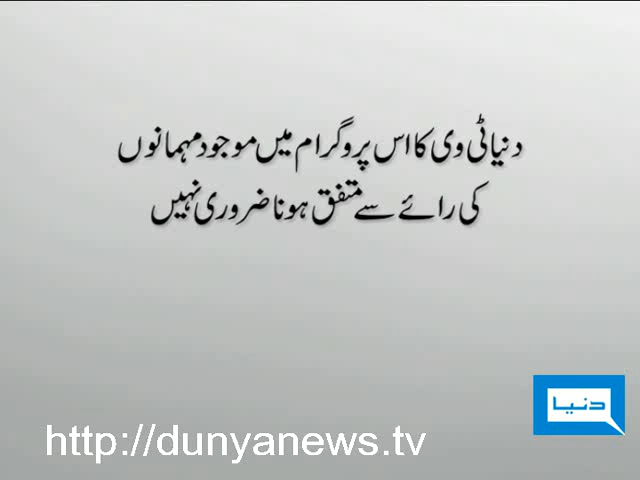 دنیا ٹی وی کا اس پروگرام میں موجود مہمانوں
کی رائے سے متفق ہونا ضروری نہیں
دنیا
http://dunyanews.tv